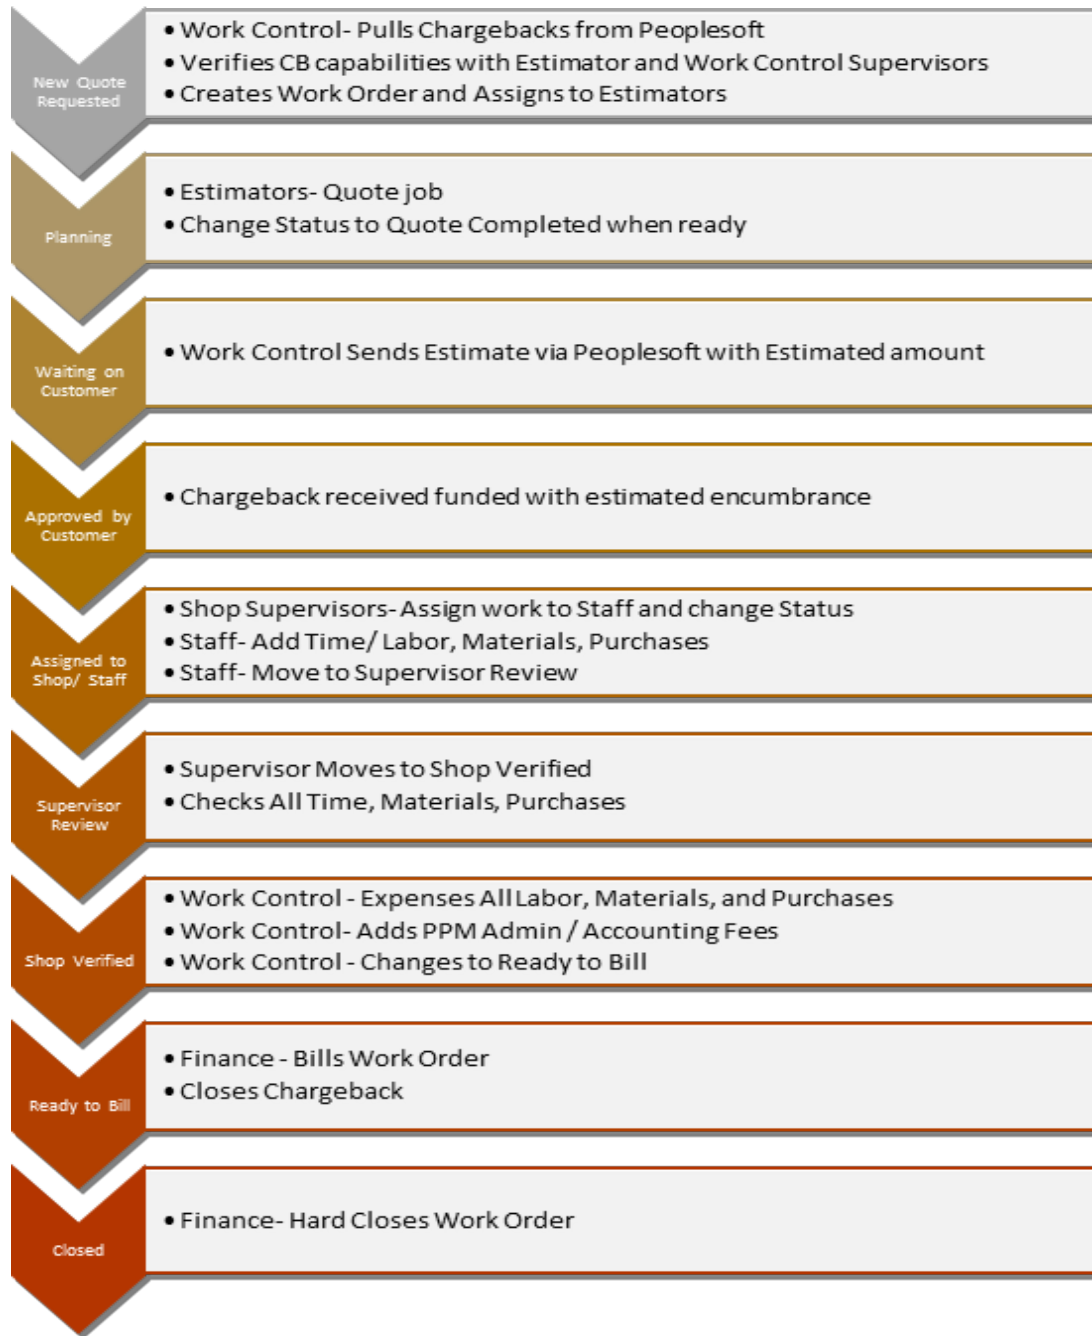 New Quote
Requested
• Work Control- Pulls Chargebacks from Peoplesoft
• Verifies CB capabilities with Estimator and Work Control Supervisors
• Creates Work Order and Assigns to Estimators
Planning
• Estimators- Quote job
• Change Status to Quote Completed when ready
Waiting on
Customer
• Work Control Sends Estimate via Peoplesoft with Estimated amount
Approved by
Customer
• Chargeback received funded with estimated encumbrance
Assigned to
Shop/ Staff
• Shop Supervisors- Assign work to Staff and change Status
• Staff- Add Time/ Labor, Materials, Purchases
• Staff- Move to Supervisor Review
Supervisor
Review
• Supervisor Moves to Shop Verified
• Checks All Time, Materials, Purchases
Shop Verified
• Work Control - Expenses All Labor, Materials, and Purchases
• Work Control- Adds PPM Admin / Accounting Fees
• Work Control - Changes to Ready to Bill
Ready to Bill
• Finance - Bills Work Order
• Closes Chargeback
Closed
• Finance- Hard Closes Work Order